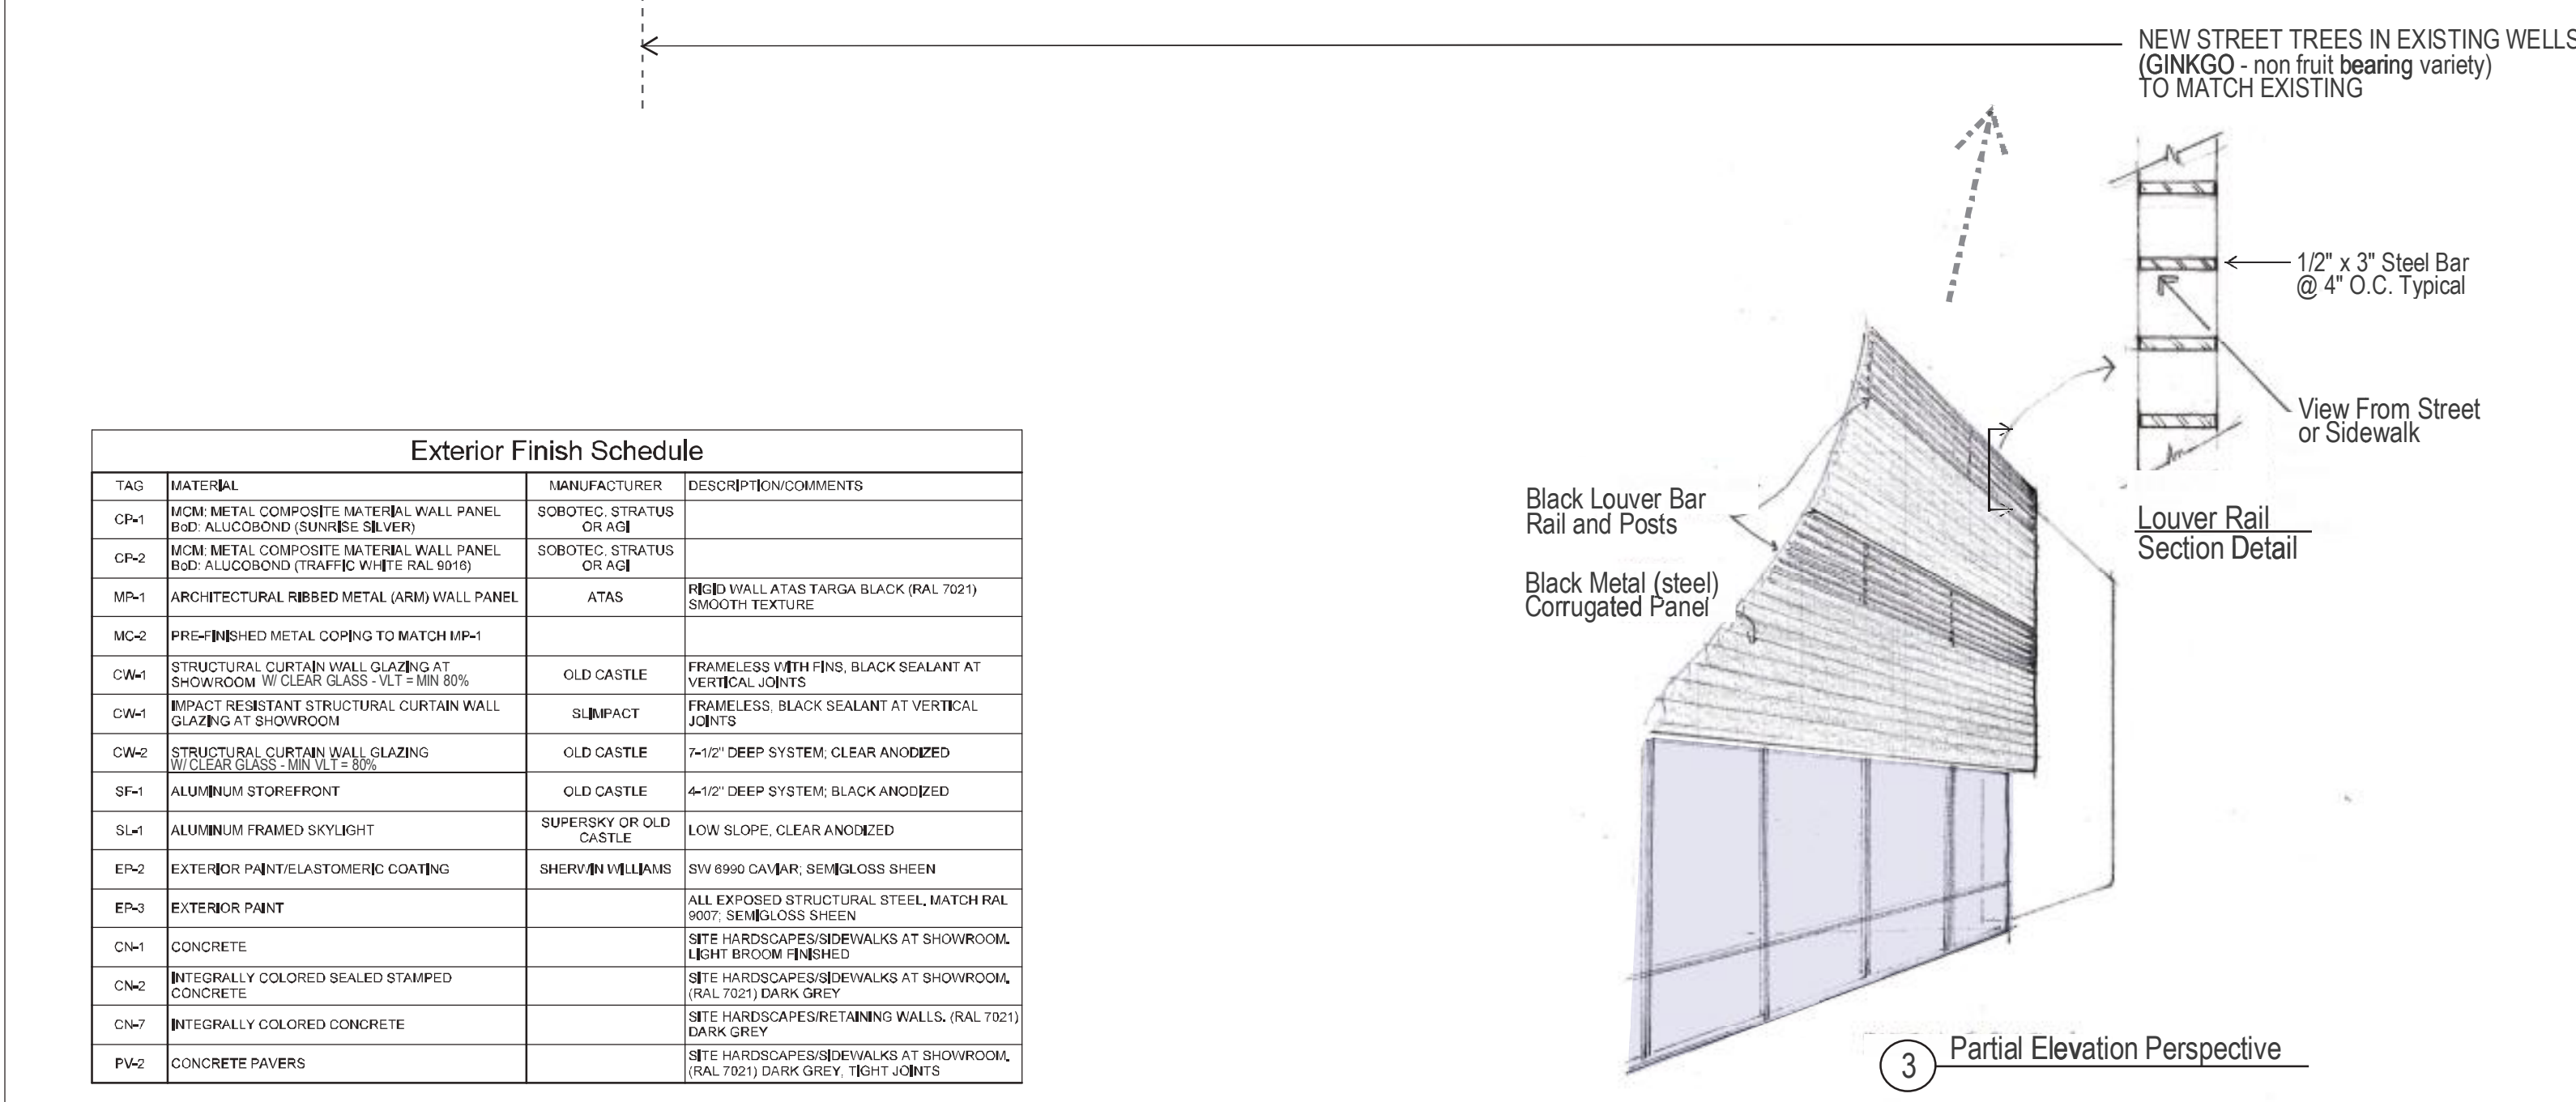 NEW STREET TREES IN EXISTING WELLS
(GINKGO - non fruit bearing variety)
TO MATCH EXISTING
1/2" x 3" Steel Bar
@ 4" O.C. Typical
View From Street
or Sidewalk
Louver Rail
Section Detail
Black Louver Bar
Rail and Posts
Black Metal (steel)
Corrugated Panel
3 Partial Elevation Perspective
Exterior Finish Schedule
TAG MATERIAL MANUFACTURER DESCRIPTION/COMMENTS
CP-1 MCM; METAL COMPOSITE MATERIAL WALL PANEL SOBOTEC, STRATUS
BoD: ALUCOBOND (SUNRISE SILVER) OR AGI
CP-2 MCM; METAL COMPOSITE MATERIAL WALL PANEL SOBOTEC, STRATUS
BoD: ALUCOBOND (TRAFFIC WHITE RAL 9016) OR AGI
MP-1 ARCHITECTURAL RIBBED METAL (ARM) WALL PANEL ATAS RIGID WALL ATAS TARGA BLACK (RAL 7021)
SMOOTH TEXTURE
MC-2 PRE-FINISHED METAL COPING TO MATCH MP-1
CW-1 STRUCTURAL CURTAIN WALL GLAZING AT OLD CASTLE FRAMELESS WITH FINS, BLACK SEALANT AT
SHOWROOM W/ CLEAR GLASS - VLT = MIN 80% VERTICAL JOINTS
CW-1 IMPACT RESISTANT STRUCTURAL CURTAIN WALL SLIMPACT FRAMELESS, BLACK SEALANT AT VERTICAL
GLAZING AT SHOWROOM JOINTS
CW-2 STRUCTURAL CURTAIN WALL GLAZING OLD CASTLE 7-1/2" DEEP SYSTEM; CLEAR ANODIZED
W/ CLEAR GLASS - MIN VLT = 80%
SF-1 ALUMINUM STOREFRONT OLD CASTLE 4-1/2" DEEP SYSTEM; BLACK ANODIZED
SL-1 ALUMINUM FRAMED SKYLIGHT SUPERSKY OR OLD LOW SLOPE, CLEAR ANODIZED
CASTLE
EP-2 EXTERIOR PAINT/ELASTOMERIC COATING SHERWIN WILLIAMS SW 6990 CAVIAR; SEMIGLOSS SHEEN
EP-3 EXTERIOR PAINT ALL EXPOSED STRUCTURAL STEEL, MATCH RAL
9007; SEMIGLOSS SHEEN
CN-1 CONCRETE SITE HARDSCAPES/SIDEWALKS AT SHOWROOM.
LIGHT BROOM FINISHED
CN-2 INTEGRALLY COLORED SEALED STAMPED SITE HARDSCAPES/SIDEWALKS AT SHOWROOM.
CONCRETE (RAL 7021) DARK GREY
CN-7 INTEGRALLY COLORED CONCRETE SITE HARDSCAPES/RETAINING WALLS. (RAL 7021)
DARK GREY
PV-2 CONCRETE PAVERS SITE HARDSCAPES/SIDEWALKS AT SHOWROOM.
(RAL 7021) DARK GREY, TIGHT JOINTS